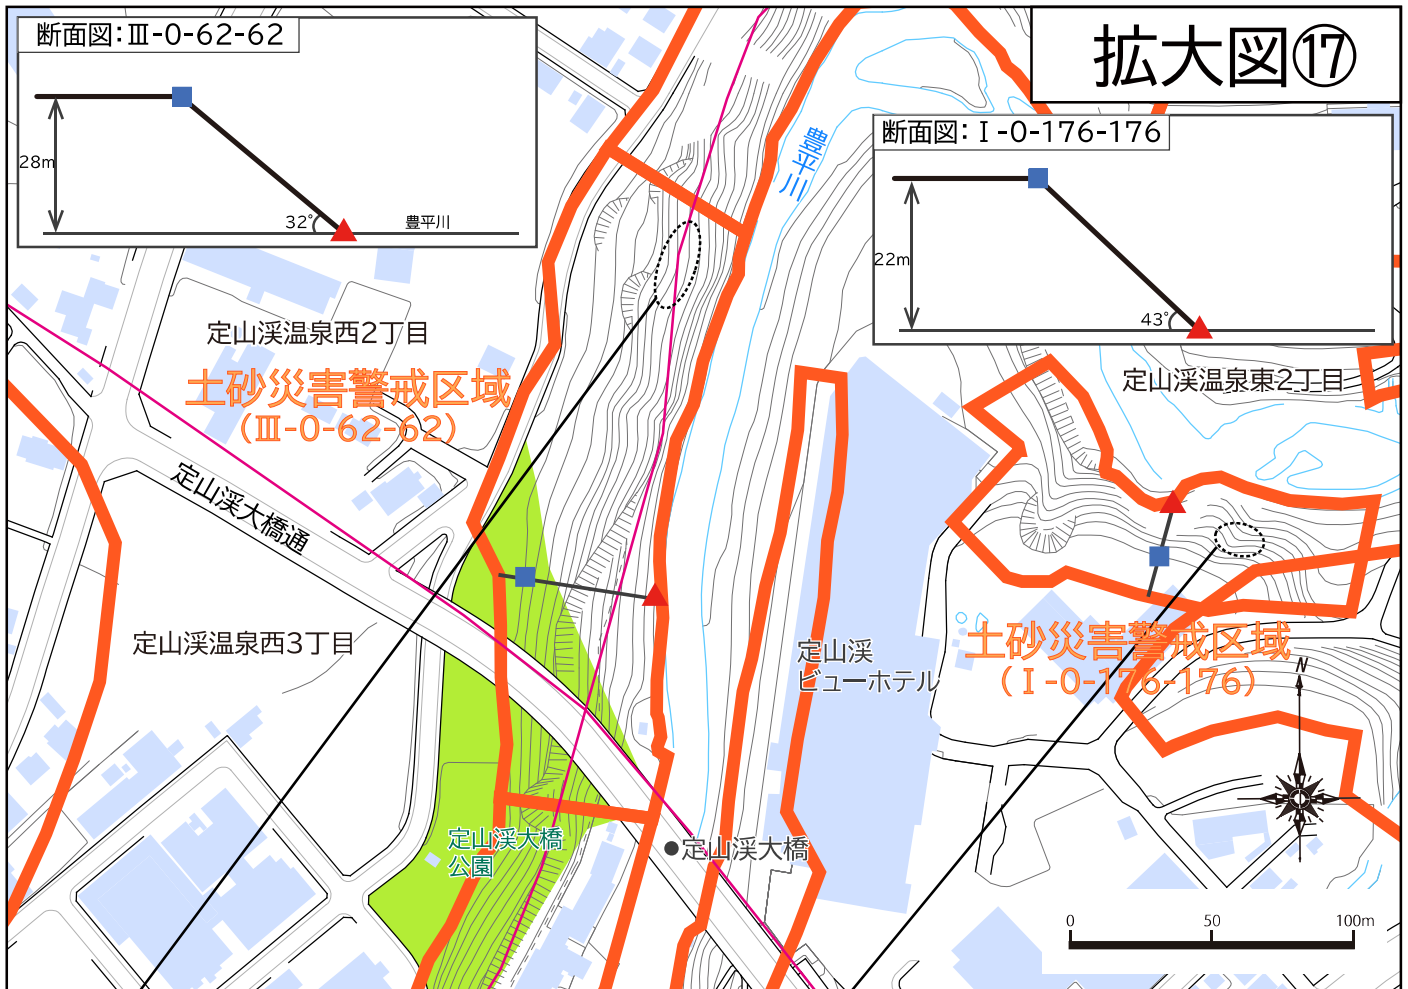 断面図:Ⅲ-0-62-62
28m
32°
豊平川
拡大図⑰
断面図:Ⅰ-0-176-176
22m
43°
豊平川
定山渓温泉西2丁目
土砂災害警戒区域
(Ⅲ-0-62-62)
定山渓温泉東2丁目
定山渓大橋通
定山渓温泉西3丁目
定山渓
ビューホテル
土砂災害警戒区域
(Ⅰ-0-176-176)
N
定山渓大橋
公園
●定山渓大橋
0 50 100m